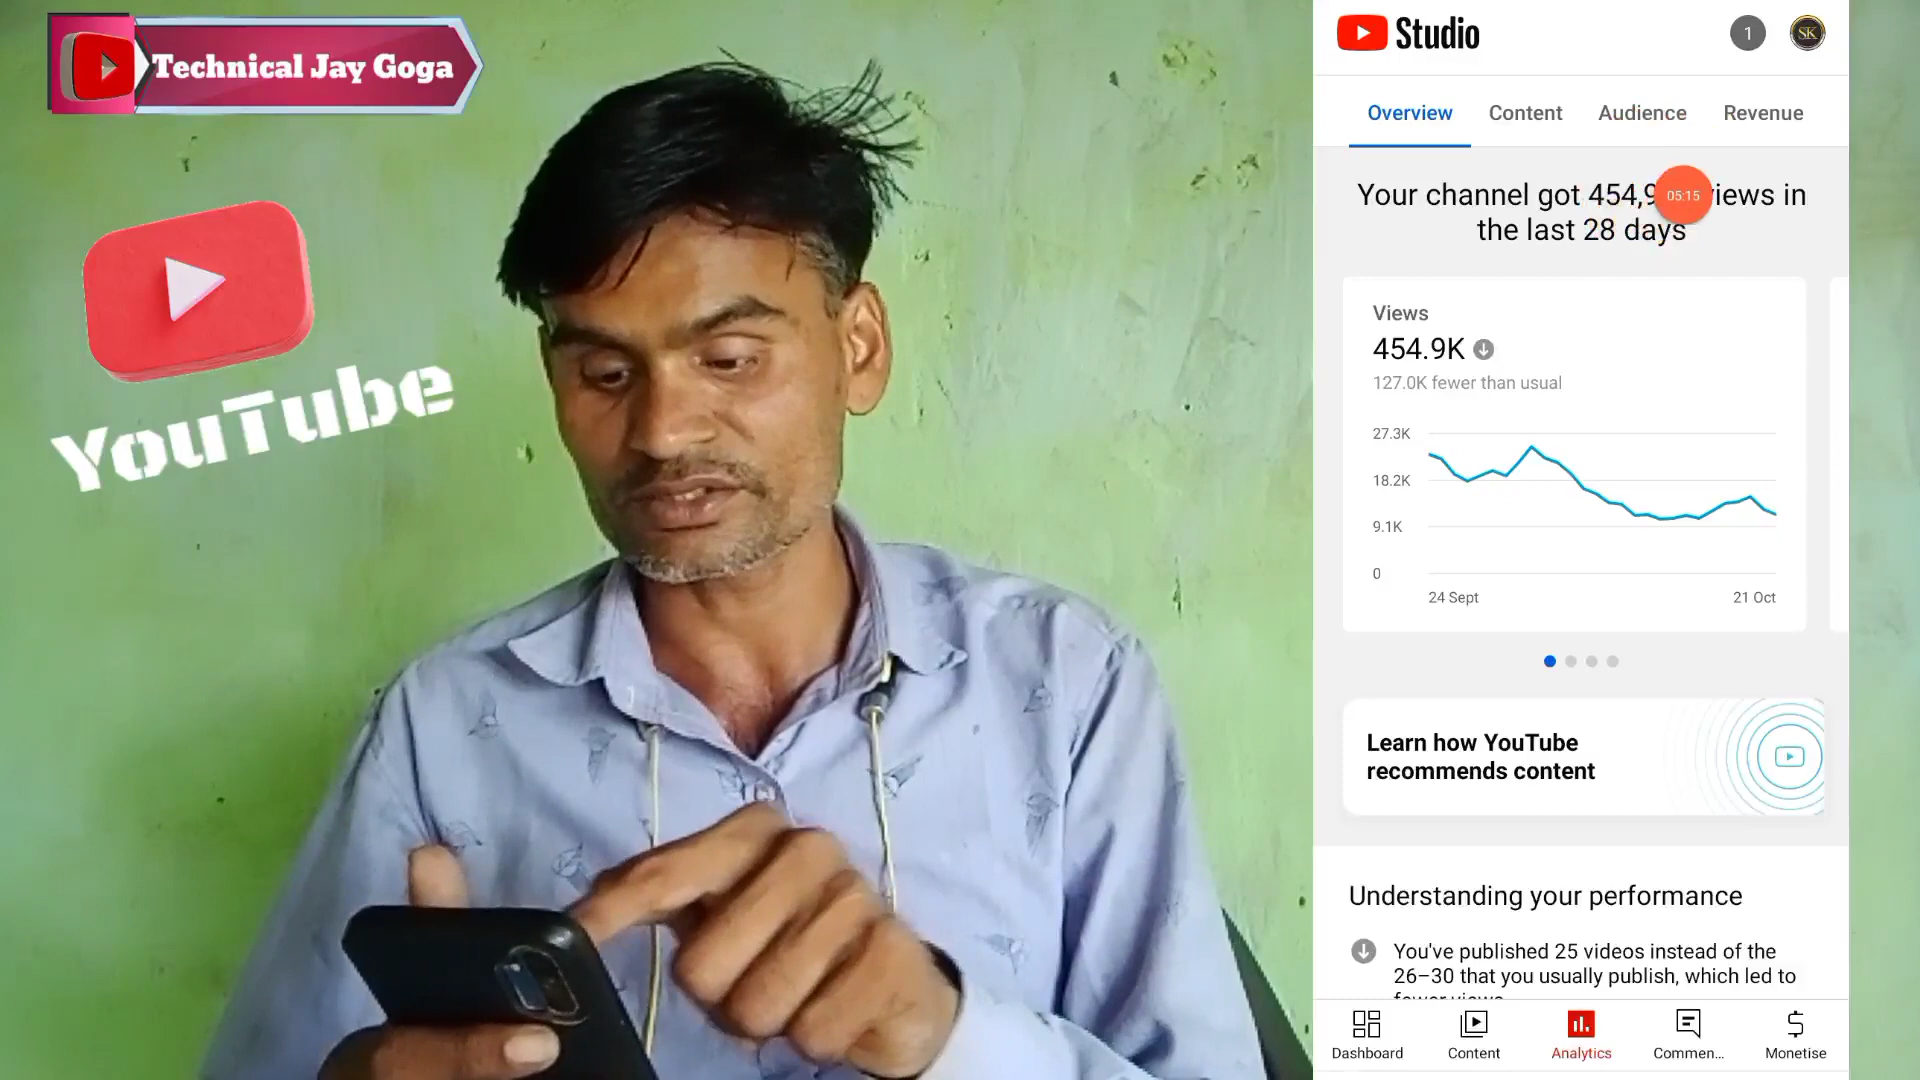 Technical Jay Goga
YouTube
Studio
1
SK
Overview Content Audience Revenue
Your channel got 454,9 views in
the last 28 days
05:15
Views
454.9K
127.0K fewer than usual
27.3K
18.2K
9.1K
0
24 Sept 21 Oct
Learn how YouTube
recommends content
Understanding your performance
You've published 25 videos instead of the
26–30 that you usually publish, which led to
fewer views
Dashboard Content Analytics Commen... Monetise